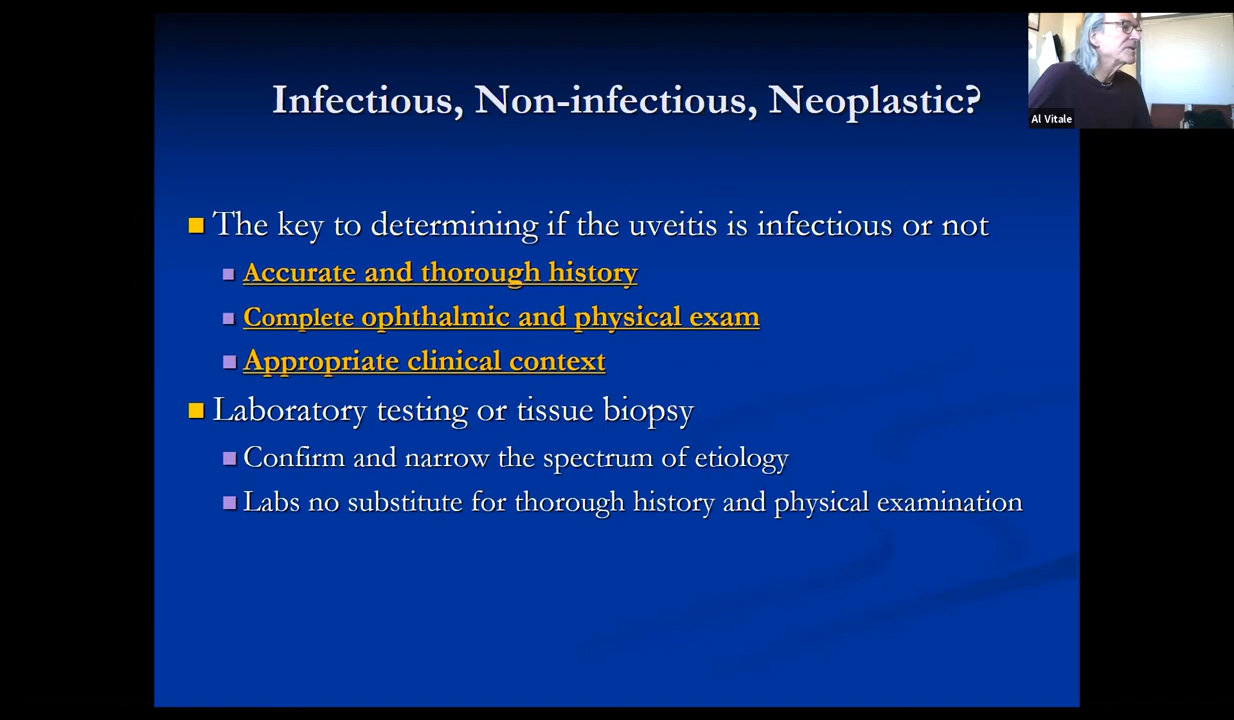 Infectious, Non-infectious, Neoplastic?
Al Vitale
The key to determining if the uveitis is infectious or not
Accurate and thorough history
Complete ophthalmic and physical exam
Appropriate clinical context
Laboratory testing or tissue biopsy
Confirm and narrow the spectrum of etiology
Labs no substitute for thorough history and physical examination